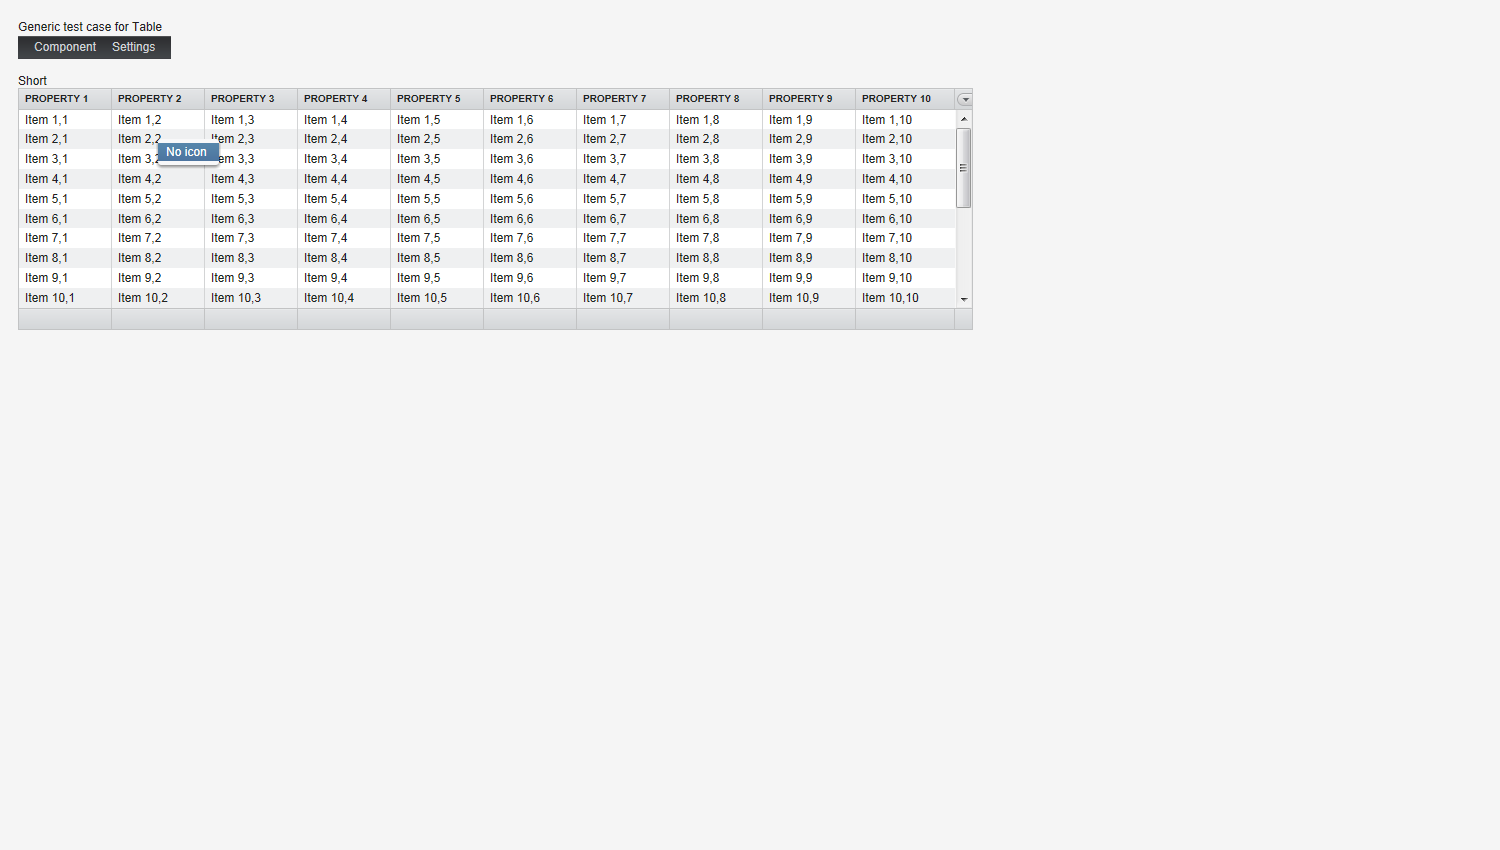 Generic test case for Table
Component Settings
Short
PROPERTY 1 PROPERTY 2 PROPERTY 3 PROPERTY 4 PROPERTY 5 PROPERTY 6 PROPERTY 7 PROPERTY 8 PROPERTY 9 PROPERTY 10
Item 1,1 Item 1,2 Item 1,3 Item 1,4 Item 1,5 Item 1,6 Item 1,7 Item 1,8 Item 1,9 Item 1,10
Item 2,1 Item 2,2 Item 2,3 Item 2,4 Item 2,5 Item 2,6 Item 2,7 Item 2,8 Item 2,9 Item 2,10
No icon
Item 3,1 Item 3,2 Item 3,3 Item 3,4 Item 3,5 Item 3,6 Item 3,7 Item 3,8 Item 3,9 Item 3,10
Item 4,1 Item 4,2 Item 4,3 Item 4,4 Item 4,5 Item 4,6 Item 4,7 Item 4,8 Item 4,9 Item 4,10
Item 5,1 Item 5,2 Item 5,3 Item 5,4 Item 5,5 Item 5,6 Item 5,7 Item 5,8 Item 5,9 Item 5,10
Item 6,1 Item 6,2 Item 6,3 Item 6,4 Item 6,5 Item 6,6 Item 6,7 Item 6,8 Item 6,9 Item 6,10
Item 7,1 Item 7,2 Item 7,3 Item 7,4 Item 7,5 Item 7,6 Item 7,7 Item 7,8 Item 7,9 Item 7,10
Item 8,1 Item 8,2 Item 8,3 Item 8,4 Item 8,5 Item 8,6 Item 8,7 Item 8,8 Item 8,9 Item 8,10
Item 9,1 Item 9,2 Item 9,3 Item 9,4 Item 9,5 Item 9,6 Item 9,7 Item 9,8 Item 9,9 Item 9,10
Item 10,1 Item 10,2 Item 10,3 Item 10,4 Item 10,5 Item 10,6 Item 10,7 Item 10,8 Item 10,9 Item 10,10